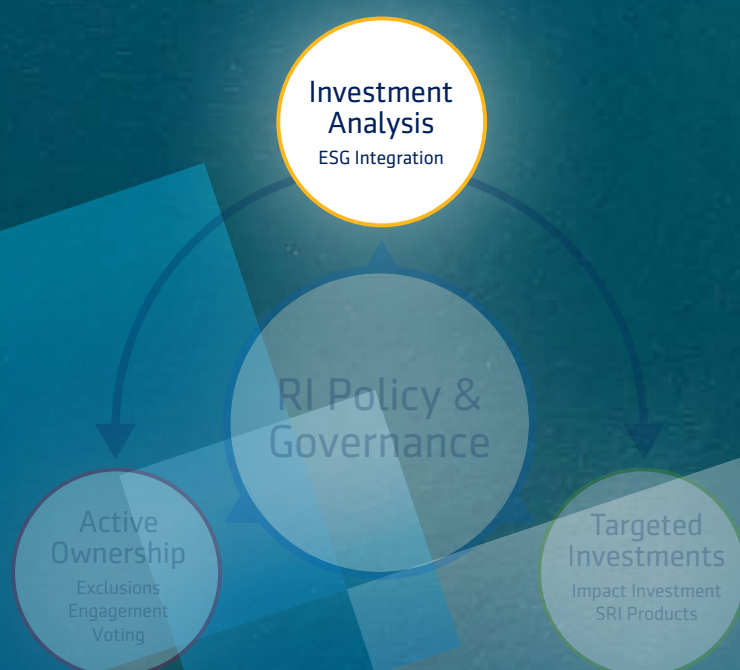 Investment
Analysis
ESG Integration
RI Policy &
Governance
Active
Ownership
Exclusions
Engagement
Voting
Targeted
Investments
Impact Investment
SRI Products